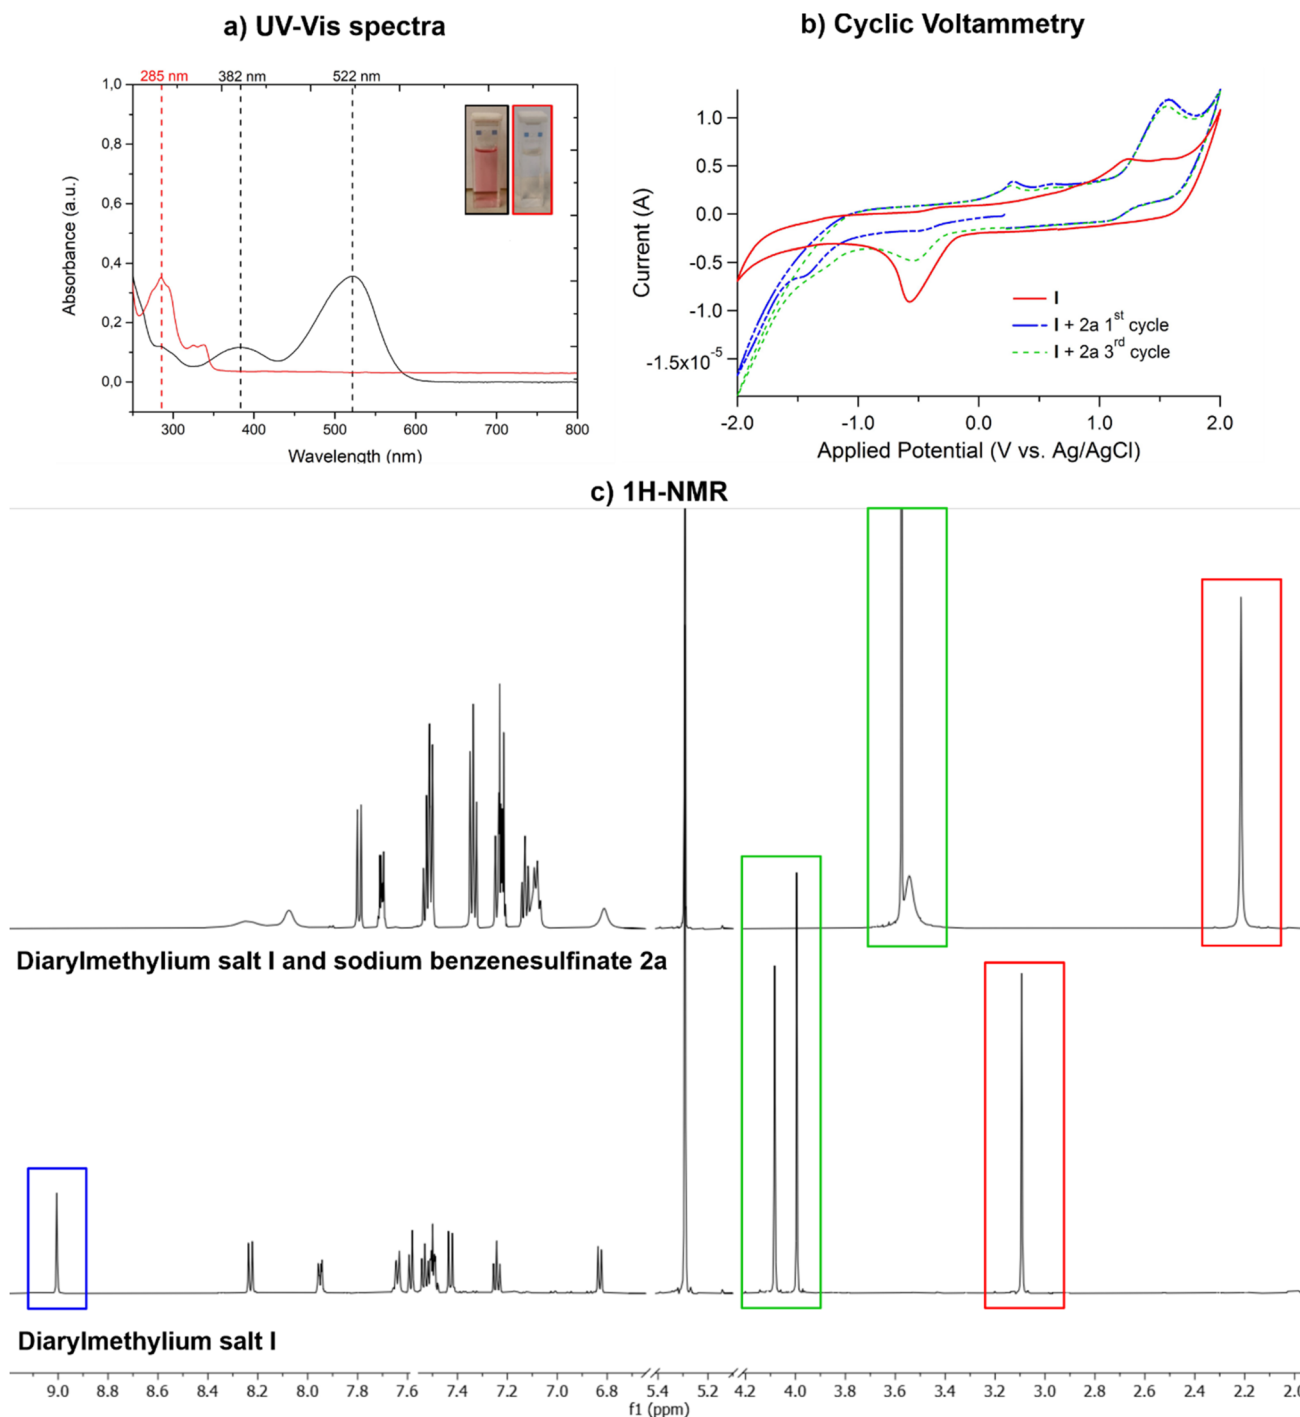 a) UV-Vis spectra
285 nm
382 nm
522 nm
1,0
0,8
0,6
0,4
0,2
0,0
Absorbance (a.u.)
300
400
500
600
700
800
Wavelength (nm)
b) Cyclic Voltammetry
1.0
0.5
0.0
-0.5
-1.0
-1.5x10-5
Current (A)
I
I + 2a 1st cycle
I + 2a 3rd cycle
-2.0
-1.0
0.0
1.0
2.0
Applied Potential (V vs. Ag/AgCl)
c) 1H-NMR
Diarylmethylium salt I and sodium benzenesulfinate 2a
Diarylmethylium salt I
9.0 8.8 8.6 8.4 8.2 8.0 7.8 7.6 7.4 7.2 7.0 6.8 5.4 5.2 4.2 4.0 3.8 3.6 3.4 3.2 3.0 2.8 2.6 2.4 2.2 2.0
f1 (ppm)